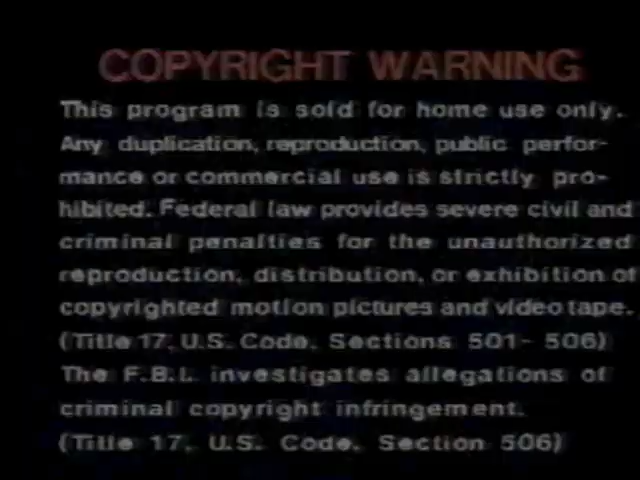 COPYRIGHT WARNING
This program is sold for home use only.
Any duplication, reproduction, public perfor-
mance or commercial use is strictly pro-
hibited. Federal law provides severe civil and
criminal penalties for the unauthorized
reproduction, distribution, or exhibition of
copyrighted motion pictures and videotape.
(Title 17, U.S. Code, Sections 501- 506)
The F.B.I. investigates allegations of
criminal copyright infringement.
(Title 17, U.S. Code, Section 506)